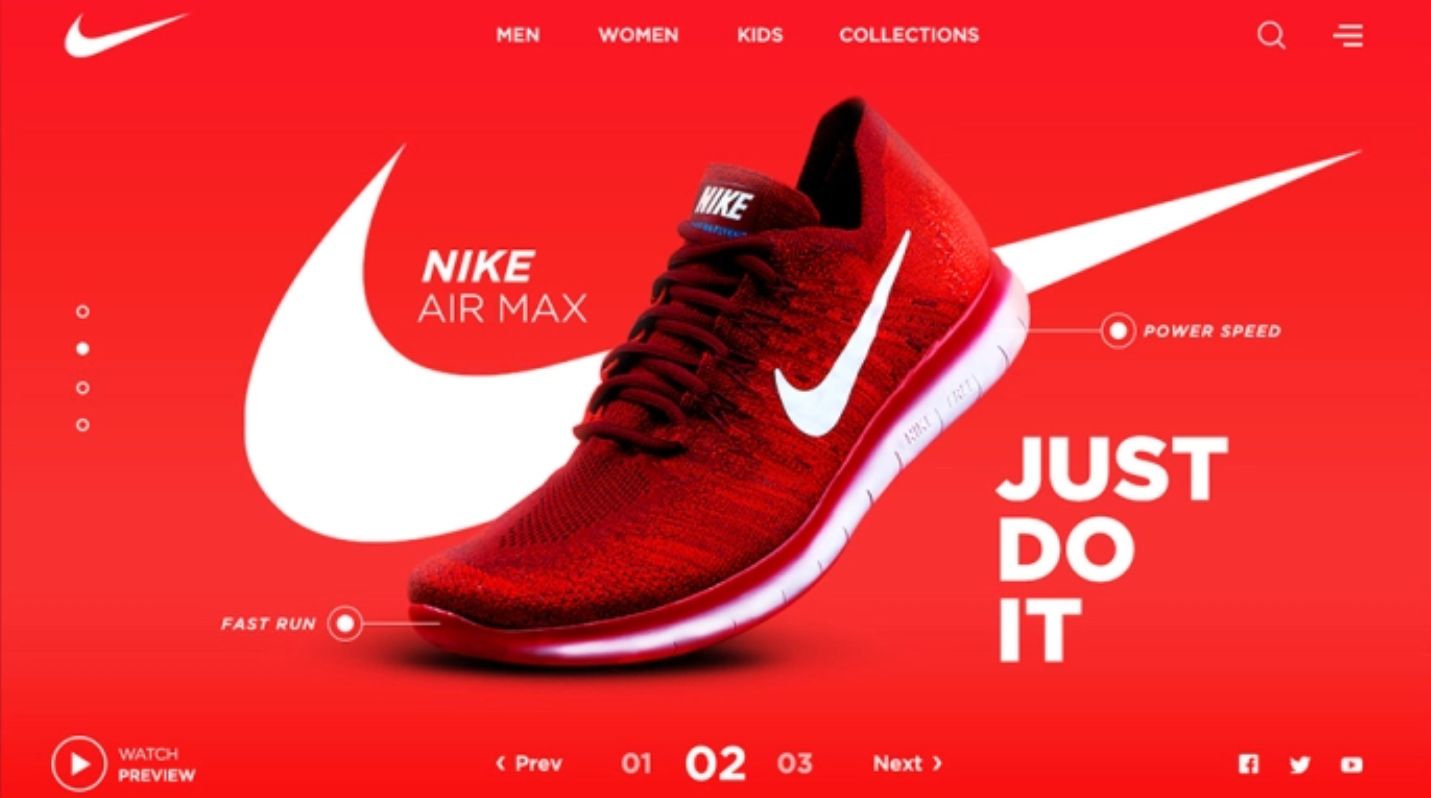 MEN WOMEN KIDS COLLECTIONS
NIKE
NIKE
AIR MAX
POWER SPEED
JUST
DO
IT
FAST RUN
WATCH
PREVIEW
‹ Prev 01 02 03 Next ›